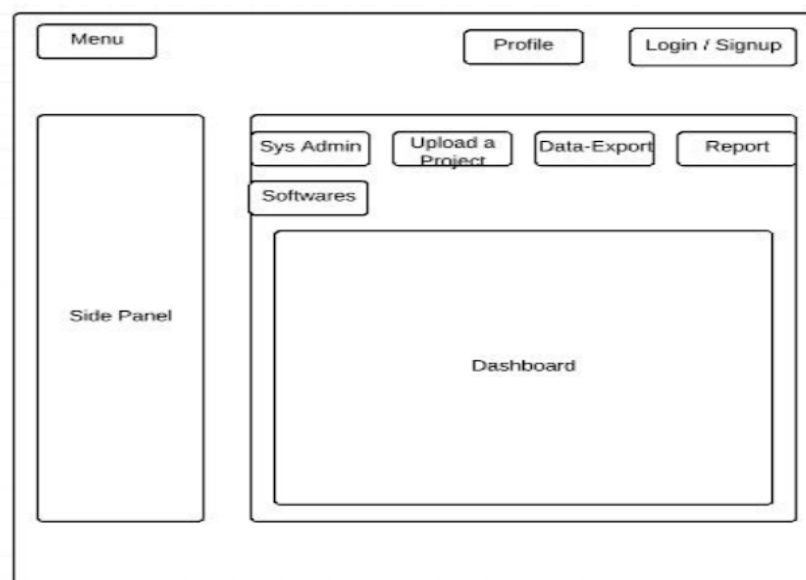 Menu
Profile
Login / Signup
Sys Admin
Upload a
Project
Data-Export
Report
Softwares
Side Panel
Dashboard